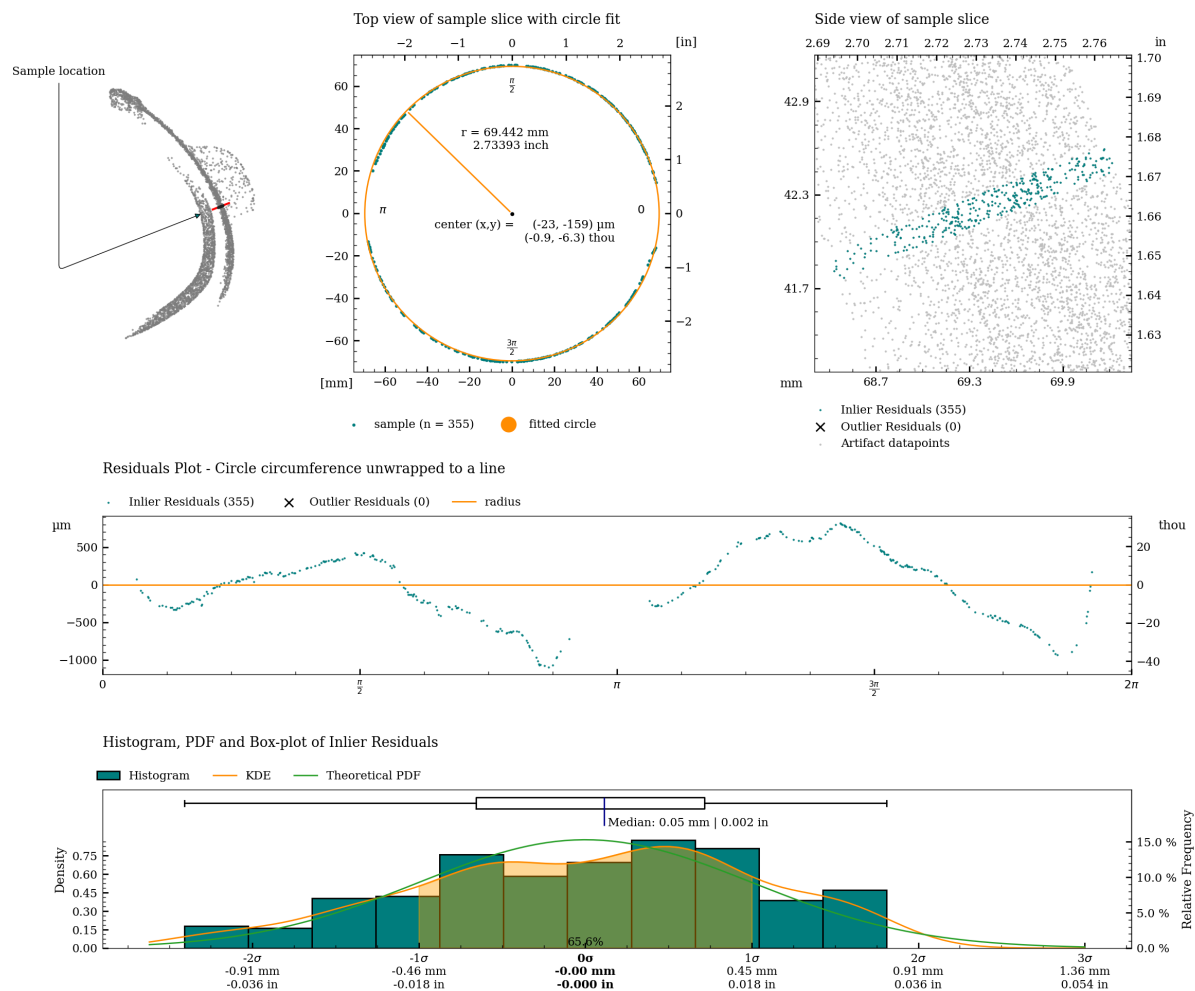 Sample location
Top view of sample slice with circle fit
−2 −1 0 1 2 [in]
60
40
20
0
−20
−40
−60
π/2
π
0
3π/2
r = 69.442 mm
2.73393 inch
center (x,y) = (-23, -159) µm
(-0.9, -6.3) thou
2
1
0
−1
−2
[mm] −60 −40 −20 0 20 40 60
sample (n = 355) fitted circle
Side view of sample slice
2.69 2.70 2.71 2.72 2.73 2.74 2.75 2.76 in
42.9
42.3
41.7
1.70
1.69
1.68
1.67
1.66
1.65
1.64
1.63
mm 68.7 69.3 69.9
Inlier Residuals (355)
Outlier Residuals (0)
Artifact datapoints
Residuals Plot - Circle circumference unwrapped to a line
Inlier Residuals (355) Outlier Residuals (0) radius
µm thou
500
0
−500
−1000
20
0
−20
−40
0 π/2 π 3π/2 2π
Histogram, PDF and Box-plot of Inlier Residuals
Histogram KDE Theoretical PDF
Median: 0.05 mm | 0.002 in
Density
0.75
0.60
0.45
0.30
0.15
0.00
65.6%
15.0 %
10.0 %
5.0 %
0.0 %
Relative Frequency
-2σ -1σ 0σ 1σ 2σ 3σ
-0.91 mm -0.46 mm -0.00 mm 0.45 mm 0.91 mm 1.36 mm
-0.036 in -0.018 in -0.000 in 0.018 in 0.036 in 0.054 in